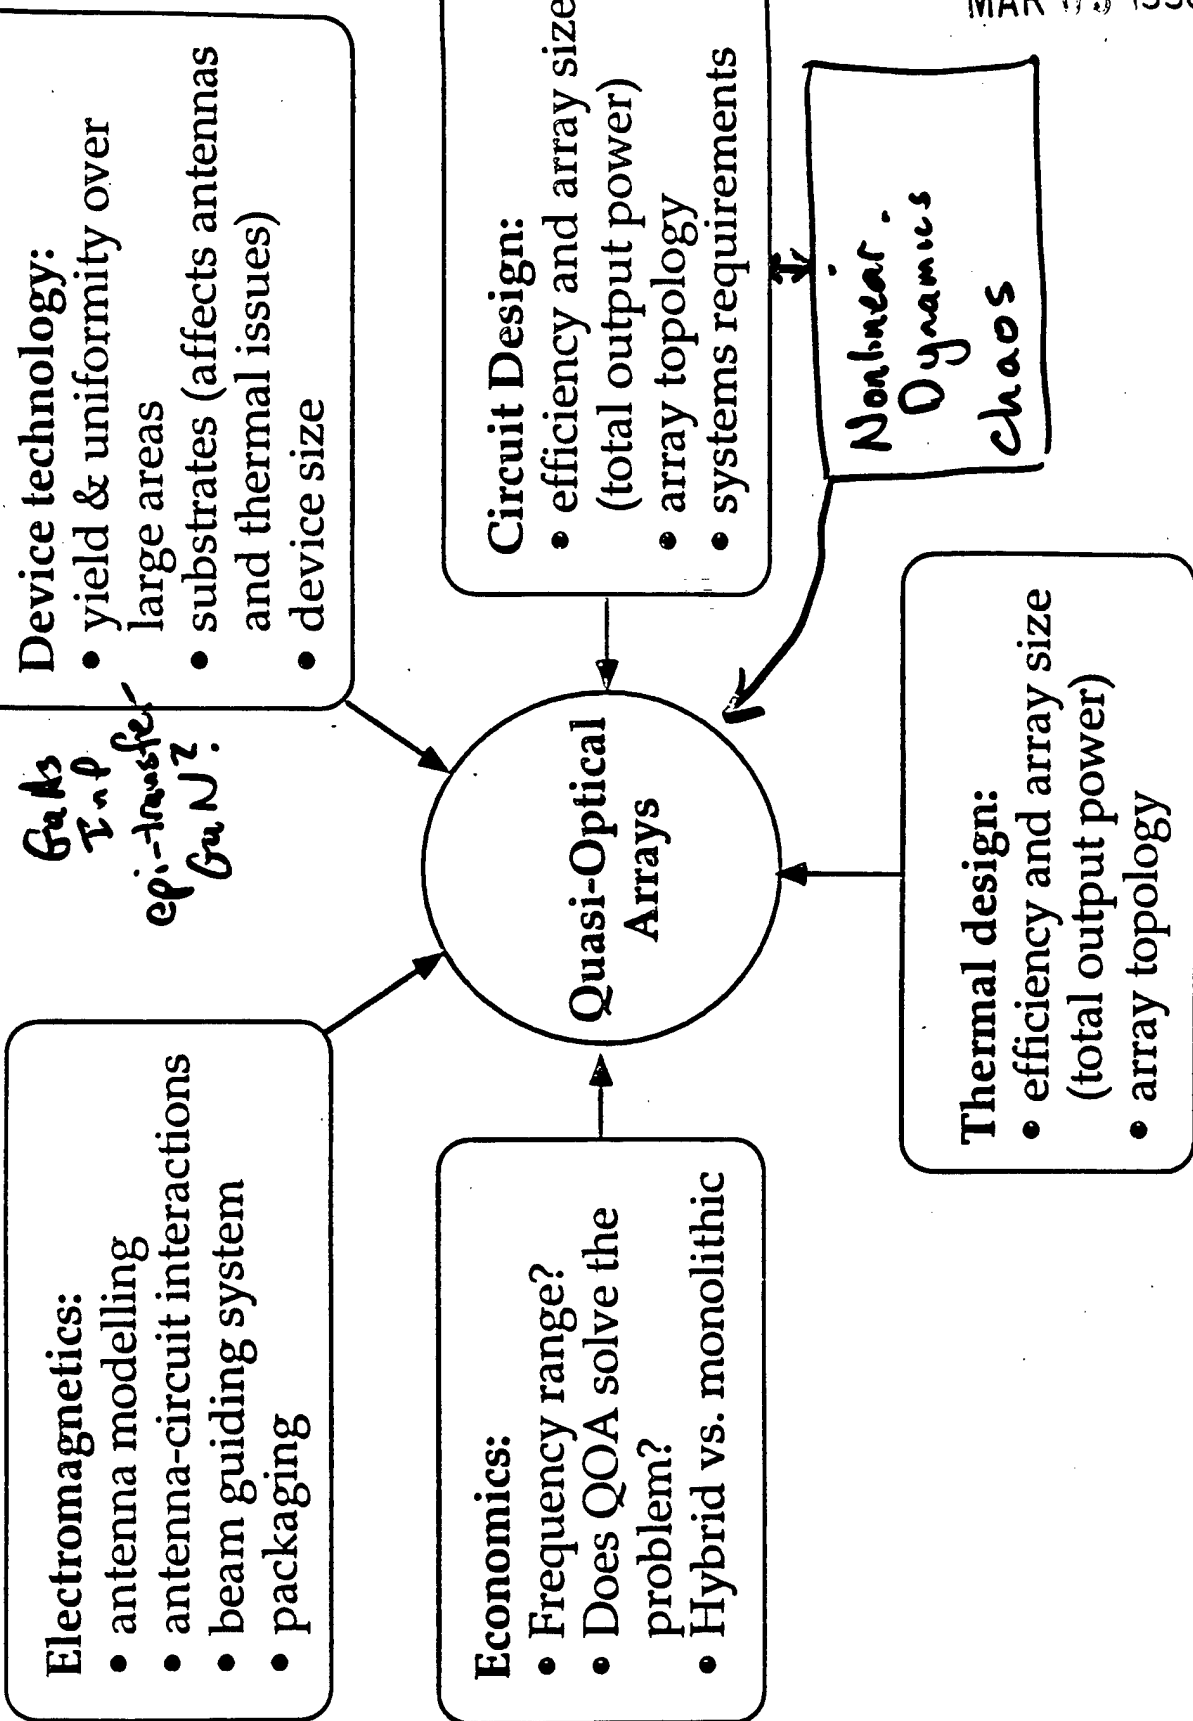 Electromagnetics:
• antenna modelling
• antenna-circuit interactions
• beam guiding system
• packaging
GaAs
InP
epi-transfer
GaN?
Device technology:
• yield & uniformity over
large areas
• substrates (affects antennas
and thermal issues)
• device size
Economics:
• Frequency range?
• Does QOA solve the
problem?
• Hybrid vs. monolithic
Quasi-Optical
Arrays
Circuit Design:
• efficiency and array size
(total output power)
• array topology
• systems requirements
Nonlinear
Dynamics
chaos
Thermal design:
• efficiency and array size
(total output power)
• array topology
MAR